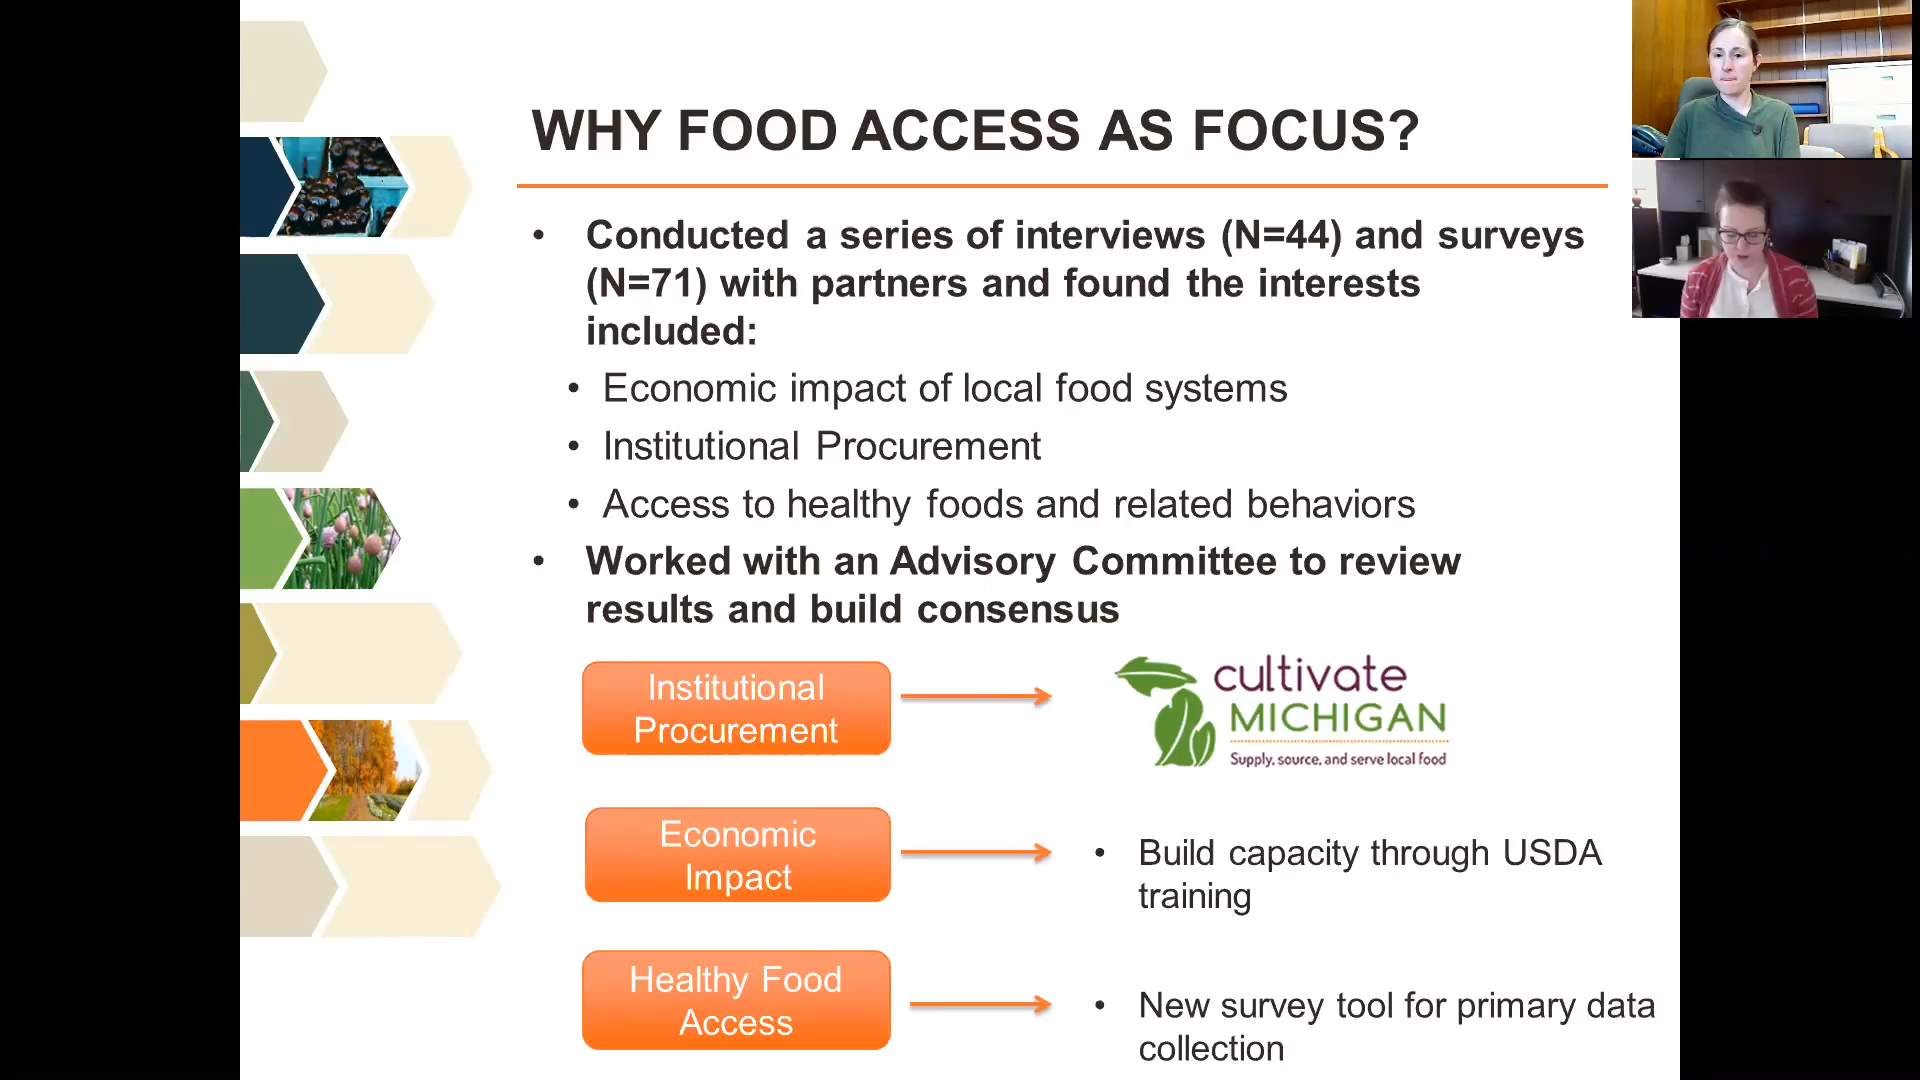 WHY FOOD ACCESS AS FOCUS?
• Conducted a series of interviews (N=44) and surveys
(N=71) with partners and found the interests
included:
• Economic impact of local food systems
• Institutional Procurement
• Access to healthy foods and related behaviors
• Worked with an Advisory Committee to review
results and build consensus
Institutional
Procurement
cultivate
MICHIGAN
Supply, source, and serve local food
Economic
Impact
• Build capacity through USDA
training
Healthy Food
Access
• New survey tool for primary data
collection